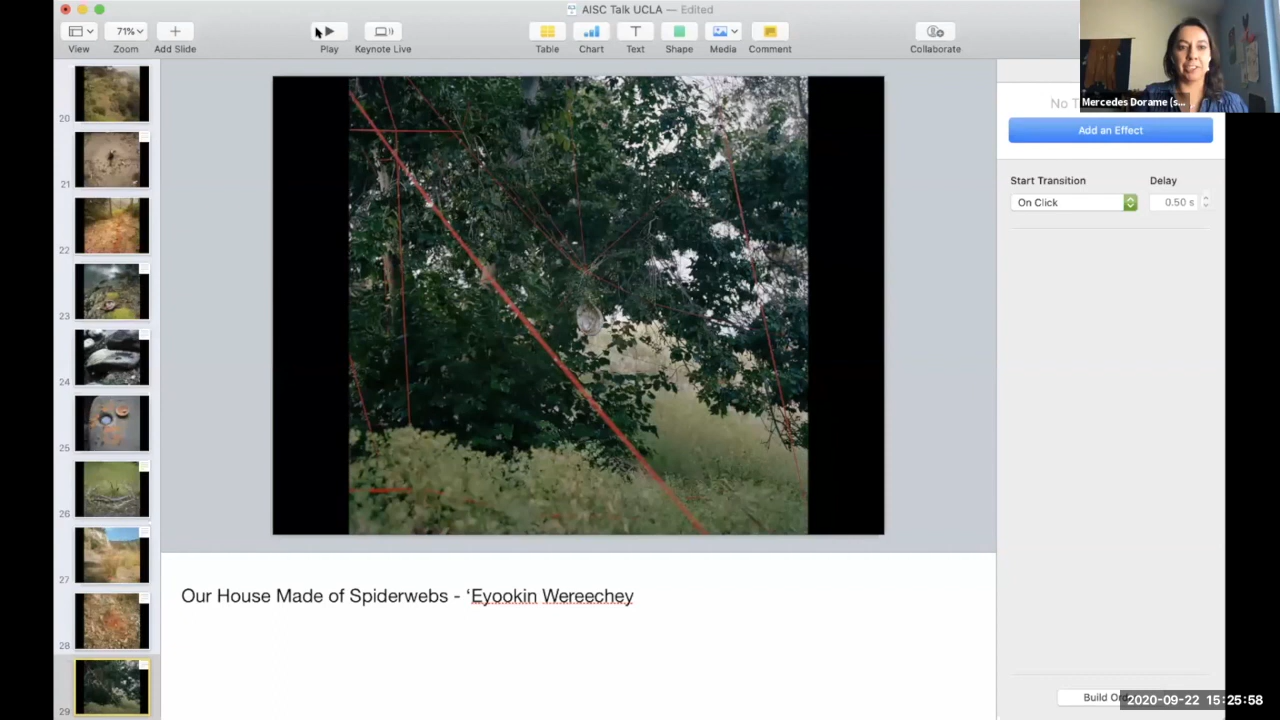 AISC Talk UCLA — Edited
71%
View
Zoom
Add Slide
Play
Keynote Live
Table
Chart
Text
Shape
Media
Comment
Collaborate
Mercedes Dorame (s...
No T
Add an Effect
Start Transition
Delay
On Click
0.50 s
20
21
22
23
24
25
26
27
28
29
Our House Made of Spiderwebs - ‘Eyookin Wereechey
Build Ord
2020-09-22 15:25:58